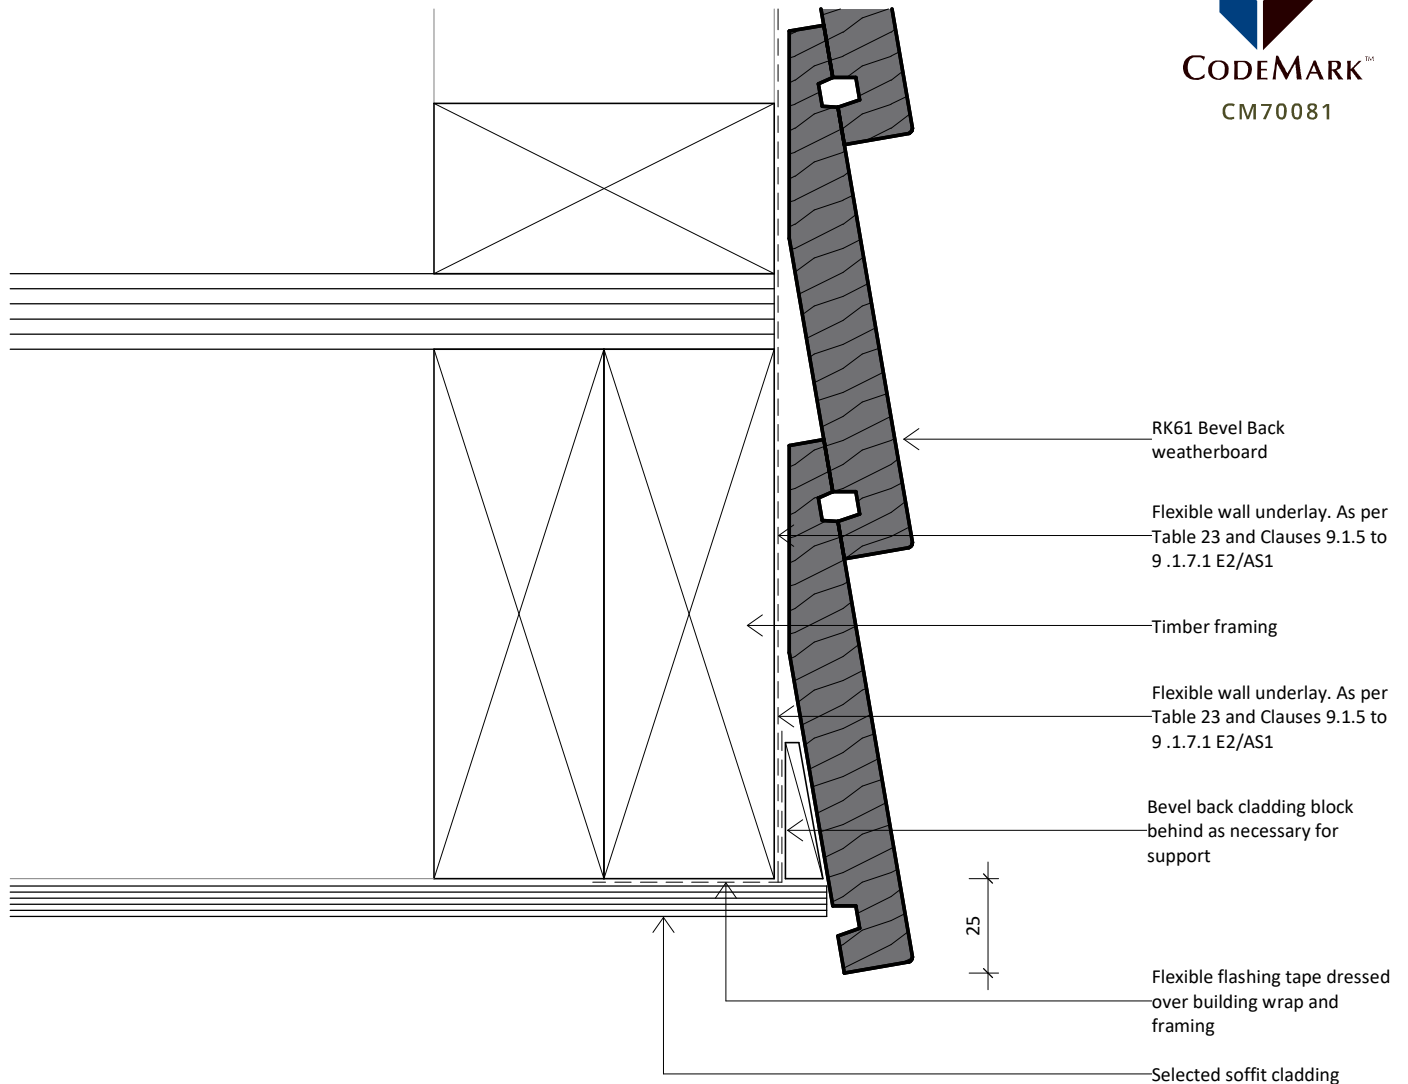 CODEMARK™
CM70081
RK61 Bevel Back
weatherboard
Flexible wall underlay. As per
Table 23 and Clauses 9.1.5 to
9 .1.7.1 E2/AS1
Timber framing
Flexible wall underlay. As per
Table 23 and Clauses 9.1.5 to
9 .1.7.1 E2/AS1
Bevel back cladding block
behind as necessary for
support
25
Flexible flashing tape dressed
over building wrap and
framing
Selected soffit cladding